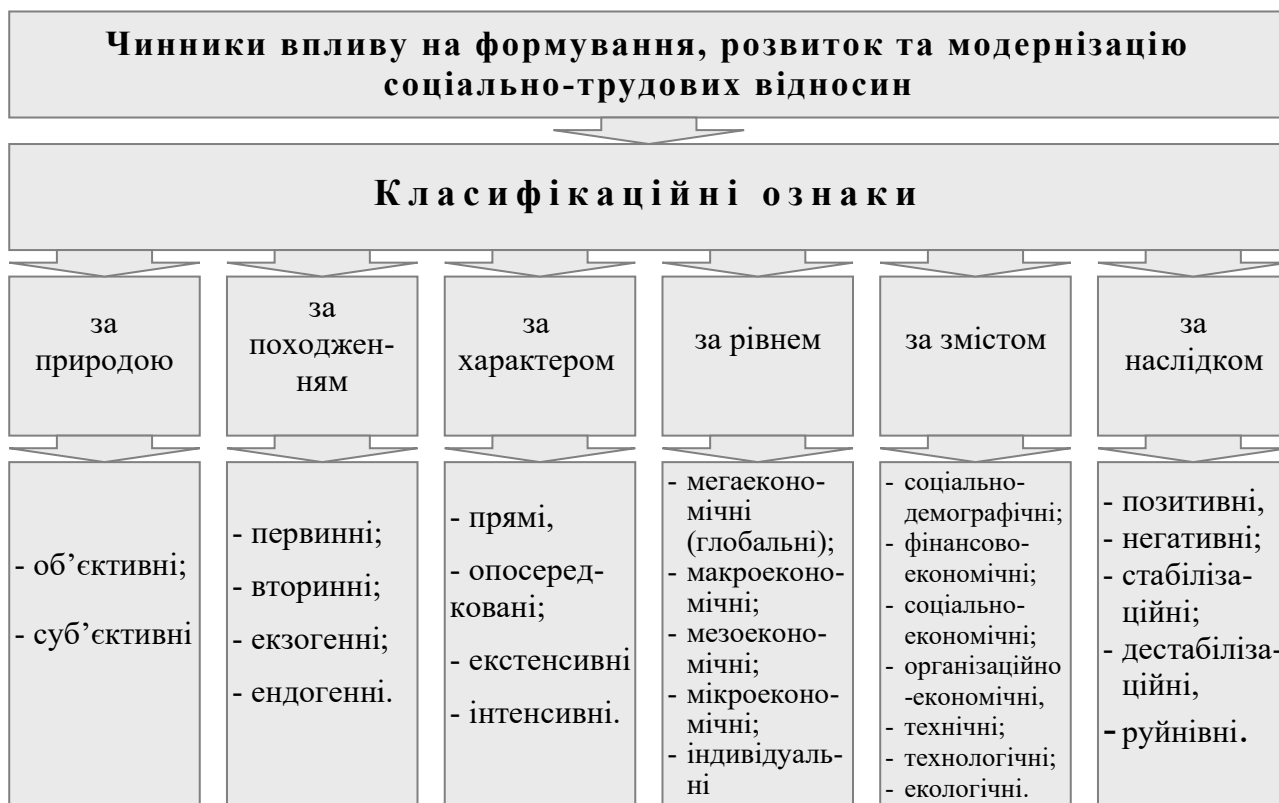 Чинники впливу на формування, розвиток та модернізацію
соціально-трудових відносин
Класифікаційні ознаки
за
природою
за
походжен-
ням
за
характером
за рівнем
за змістом
за
наслідком
- об’єктивні;
- суб’єктивні
- первинні;
- вторинні;
- екзогенні;
- ендогенні.
- прямі,
- опосеред-
ковані;
- екстенсивні
- інтенсивні.
- мегаеконо-
мічні
(глобальні);
- макроеконо-
мічні;
- мезоеконо-
мічні;
- мікроеконо-
мічні;
- індивідуаль-
ні
- соціально-
демографічні;
- фінансово-
економічні;
- соціально-
економічні;
- організаційно
-економічні,
- технічні;
- технологічні;
- екологічні.
- позитивні,
- негативні;
- стабіліза-
ційні;
- дестабіліза-
ційні,
- руйнівні.